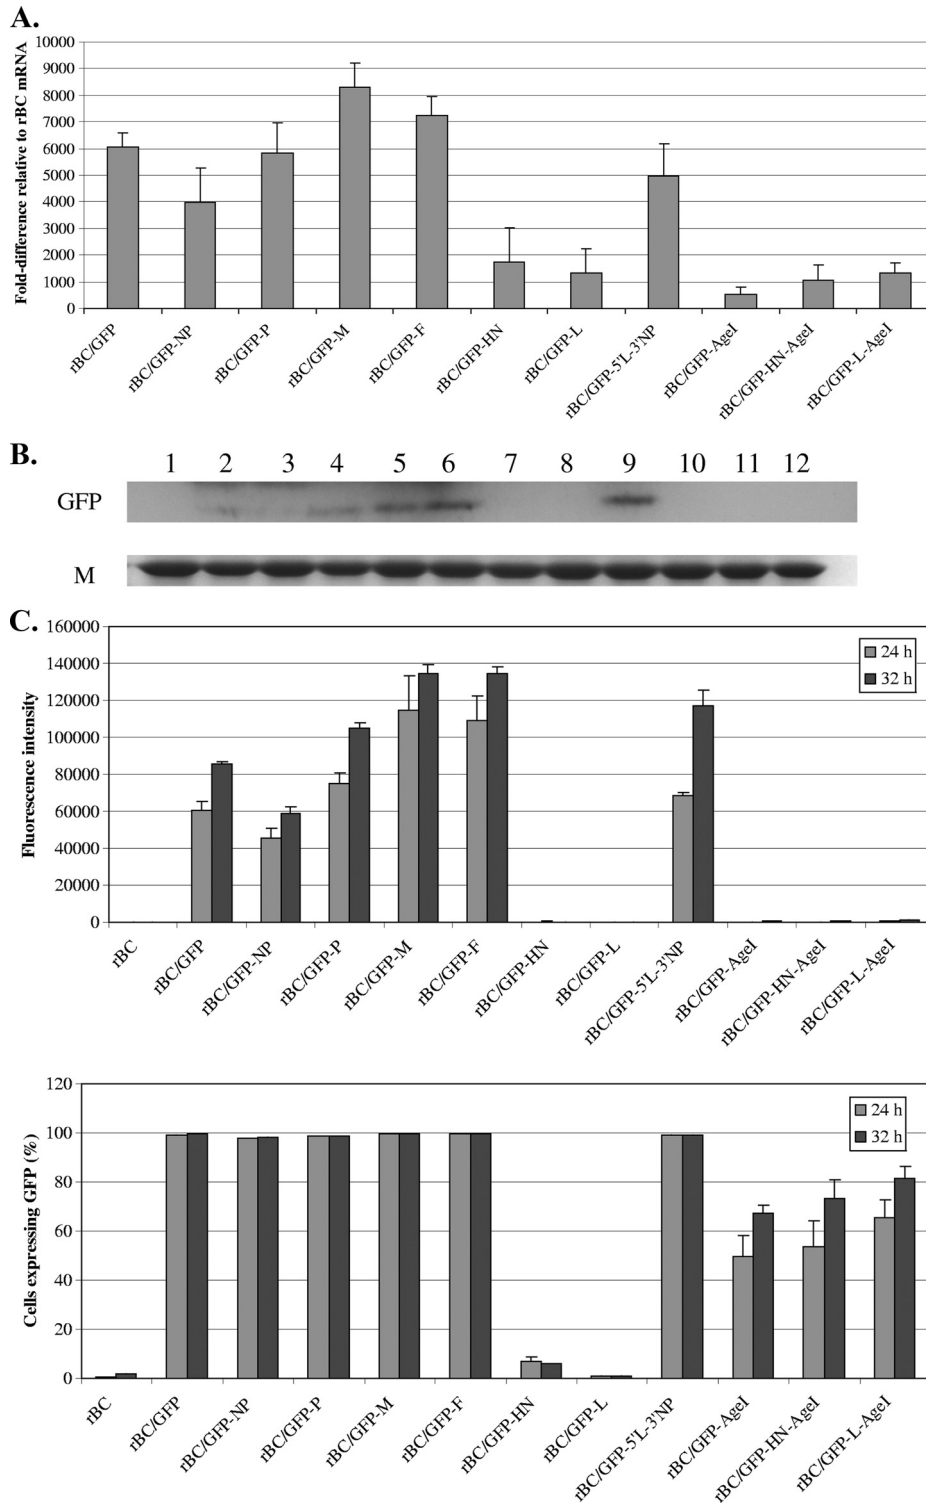 A.
Fold-difference relative to rBC mRNA
10000
9000
8000
7000
6000
5000
4000
3000
2000
1000
0
rBC/GFP
rBC/GFP-NP
rBC/GFP-P
rBC/GFP-M
rBC/GFP-F
rBC/GFP-HN
rBC/GFP-L
rBC/GFP-5'L-3'NP
rBC/GFP-AgeI
rBC/GFP-HN-AgeI
rBC/GFP-L-AgeI
B.
1 2 3 4 5 6 7 8 9 10 11 12
GFP
M
C.
Fluorescence intensity
160000
140000
120000
100000
80000
60000
40000
20000
0
24 h
32 h
rBC
rBC/GFP
rBC/GFP-NP
rBC/GFP-P
rBC/GFP-M
rBC/GFP-F
rBC/GFP-HN
rBC/GFP-L
rBC/GFP-5'L-3'NP
rBC/GFP-AgeI
rBC/GFP-HN-AgeI
rBC/GFP-L-AgeI
Cells expressing GFP (%)
120
100
80
60
40
20
0
24 h
32 h
rBC
rBC/GFP
rBC/GFP-NP
rBC/GFP-P
rBC/GFP-M
rBC/GFP-F
rBC/GFP-HN
rBC/GFP-L
rBC/GFP-5'L-3'NP
rBC/GFP-AgeI
rBC/GFP-HN-AgeI
rBC/GFP-L-AgeI